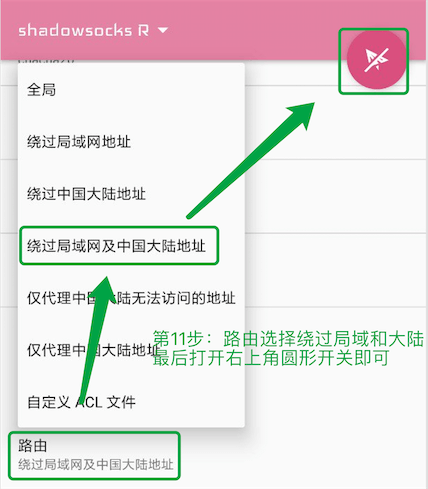 shadowsocks R
全局
绕过局域网地址
绕过中国大陆地址
绕过局域网及中国大陆地址
仅代理中国大陆无法访问的地址
仅代理中国大陆地址
第11步：路由选择绕过局域和大陆
最后打开右上角圆形开关即可
自定义 ACL 文件
路由
绕过局域网及中国大陆地址